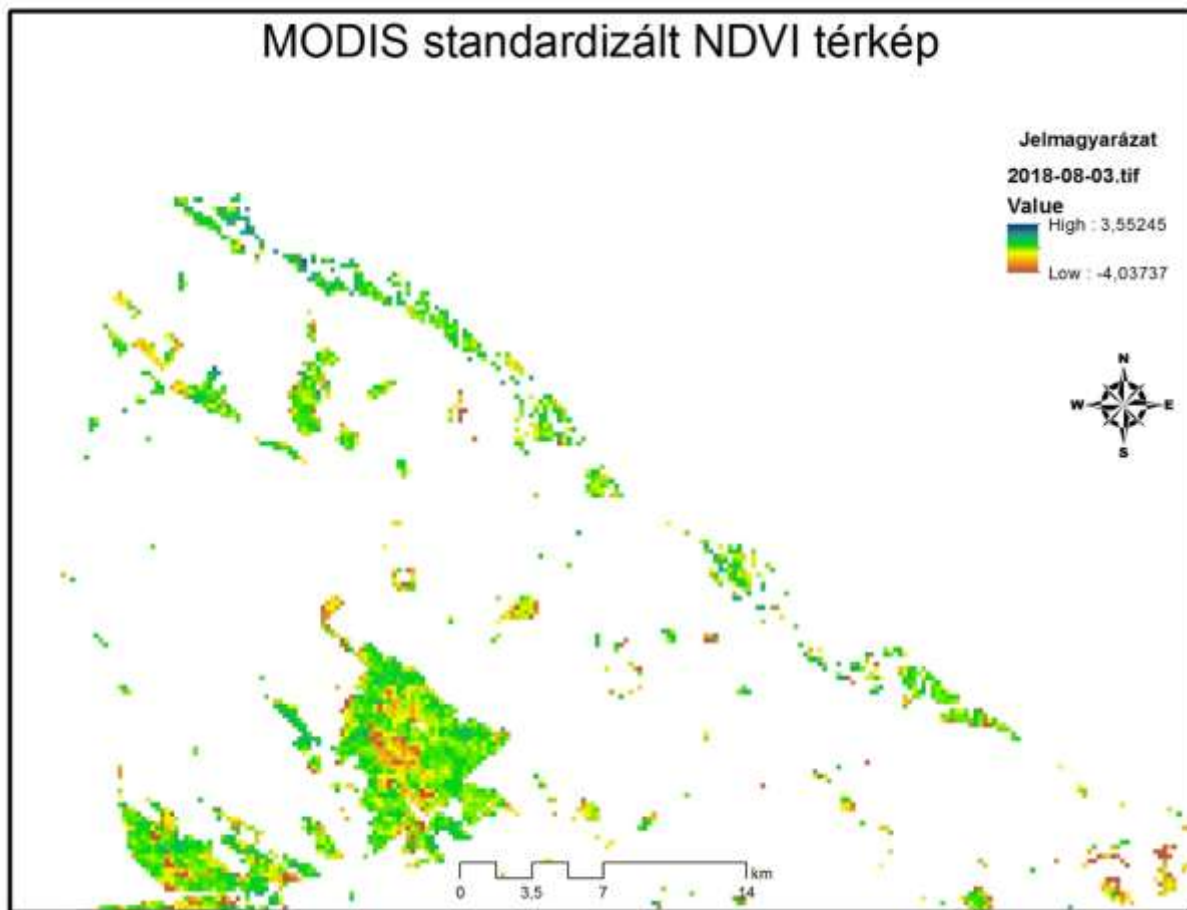 MODIS standardizált NDVI térkép
Jelmagyarázat
2018-08-03.tif
Value
High : 3,55245
Low : -4,03737
N
W E
S
km
0 3,5 7 14